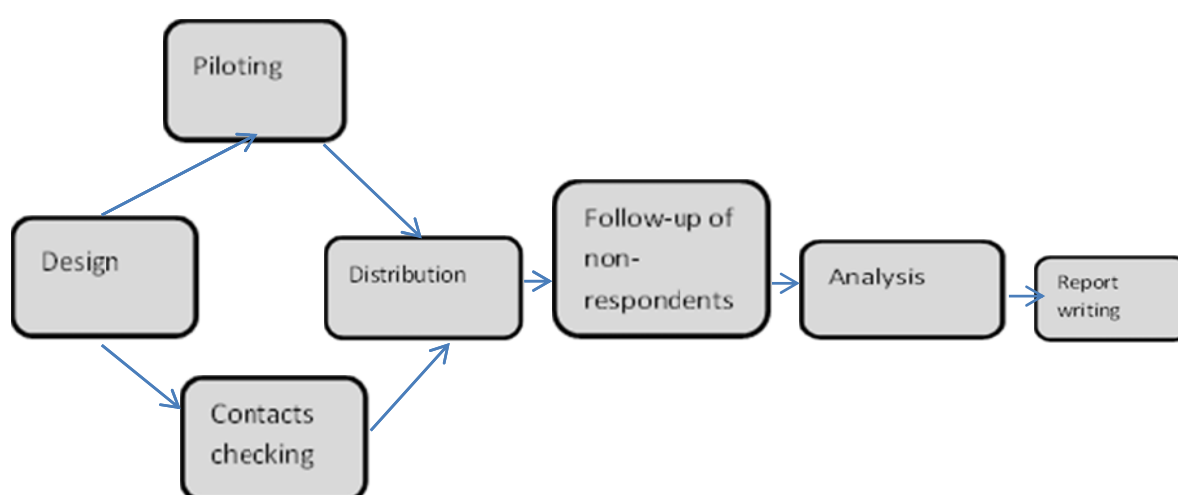 Piloting
Design
Contacts
checking
Distribution
Follow-up of
non-
respondents
Analysis
Report
writing